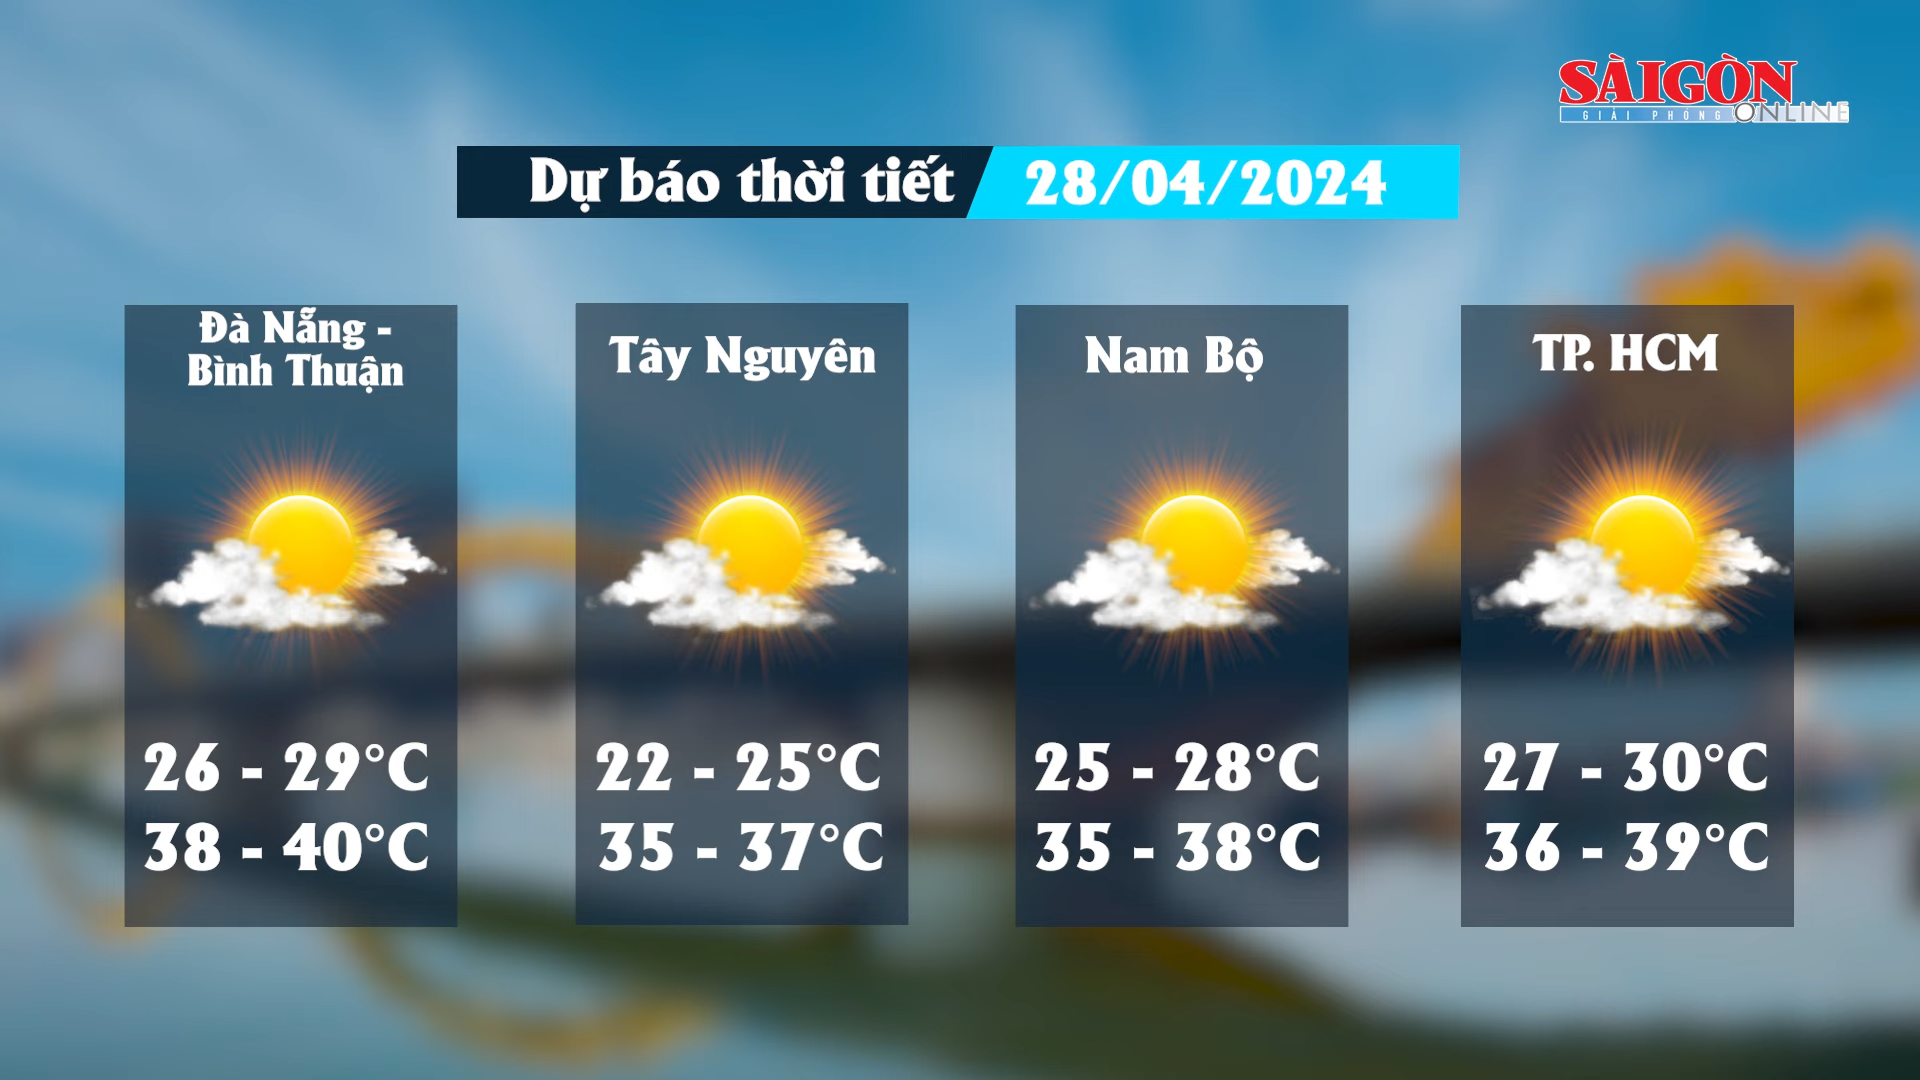 SÀIGÒN
GIẢI PHÓNG ONLINE
Dự báo thời tiết 28/04/2024
Đà Nẵng -
Bình Thuận
26 - 29°C
38 - 40°C
Tây Nguyên
22 - 25°C
35 - 37°C
Nam Bộ
25 - 28°C
35 - 38°C
TP. HCM
27 - 30°C
36 - 39°C